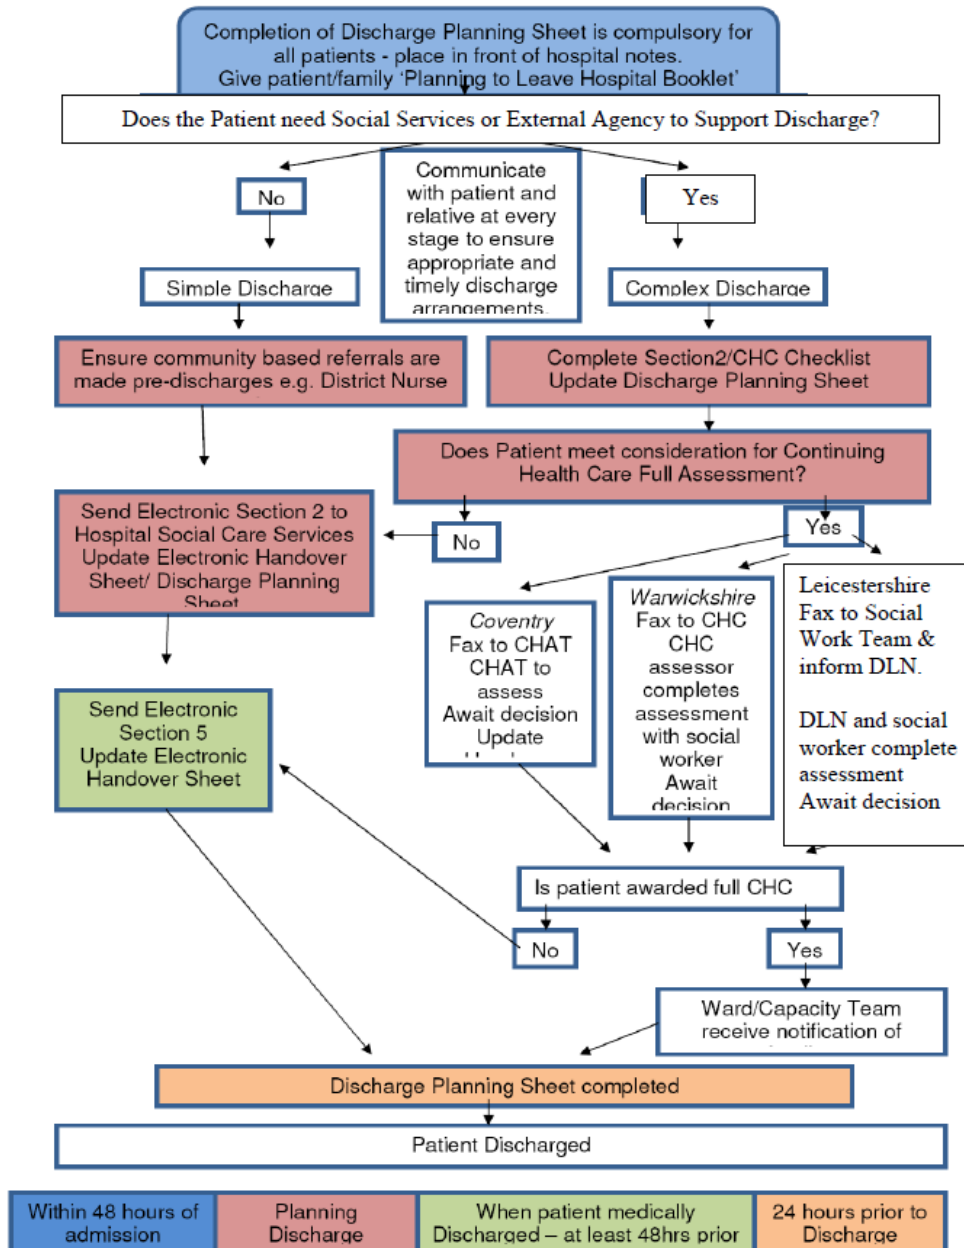 Completion of Discharge Planning Sheet is compulsory for
all patients - place in front of hospital notes.
Give patient/family ‘Planning to Leave Hospital Booklet’
Does the Patient need Social Services or External Agency to Support Discharge?
No
Communicate
with patient and
relative at every
stage to ensure
appropriate and
timely discharge
arrangements.
Yes
Simple Discharge
Complex Discharge
Ensure community based referrals are
made pre-discharges e.g. District Nurse
Complete Section2/CHC Checklist
Update Discharge Planning Sheet
Does Patient meet consideration for Continuing
Health Care Full Assessment?
Send Electronic Section 2 to
Hospital Social Care Services
Update Electronic Handover
Sheet/ Discharge Planning
Sheet
No
Yes
Coventry
Fax to CHAT
CHAT to
assess
Await decision
Update
Warwickshire
Fax to CHC
CHC
assessor
completes
assessment
with social
worker
Await
decision
Leicestershire
Fax to Social
Work Team &
inform DLN.
DLN and social
worker complete
assessment
Await decision
Send Electronic
Section 5
Update Electronic
Handover Sheet
Is patient awarded full CHC
No
Yes
Ward/Capacity Team
receive notification of
Discharge Planning Sheet completed
Patient Discharged
Within 48 hours of
admission
Planning
Discharge
When patient medically
Discharged – at least 48hrs prior
24 hours prior to
Discharge